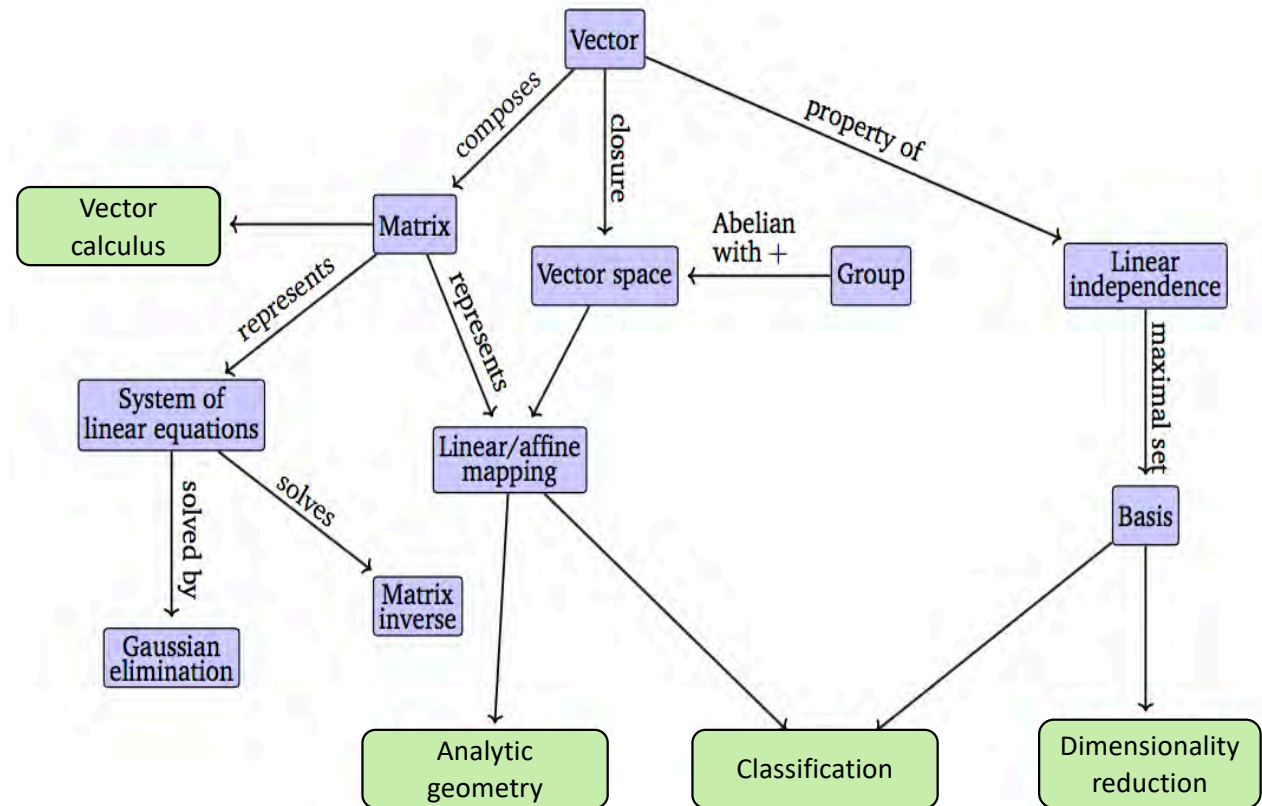 Vector
composes
closure
property of
Vector
calculus
Matrix
Abelian
with +
Vector space
Group
Linear
independence
represents
represents
maximal set
System of
linear equations
Linear/affine
mapping
solved by
solves
Basis
Matrix
inverse
Gaussian
elimination
Analytic
geometry
Classification
Dimensionality
reduction